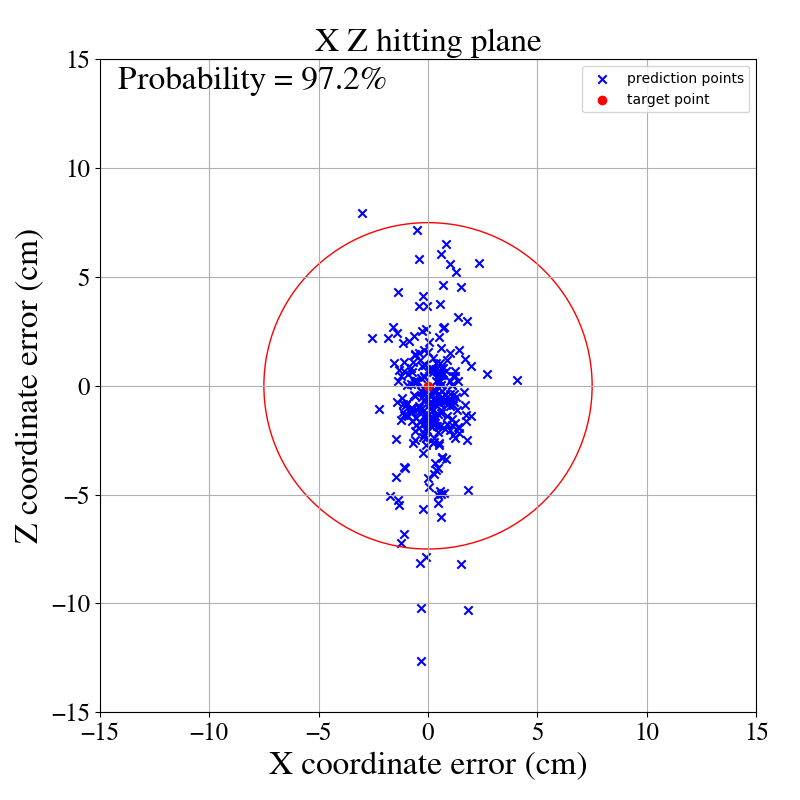 X Z hitting plane
Probability = 97.2%
prediction points
target point
Z coordinate error (cm)
15
10
5
0
−5
−10
−15
−15 −10 −5 0 5 10 15
X coordinate error (cm)